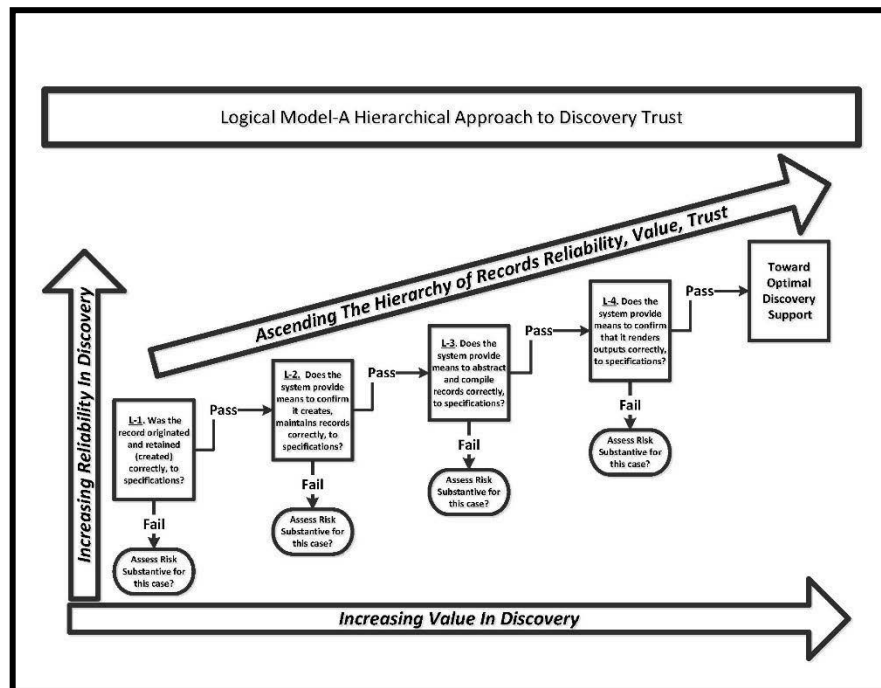 Logical Model-A Hierarchical Approach to Discovery Trust
Increasing Reliability In Discovery
Ascending The Hierarchy of Records Reliability, Value, Trust
L-1. Was the
record originated
and retained
(created)
correctly, to
specifications?
Pass
Fail
Assess Risk
Substantive for
this case?
L-2. Does the
system provide
means to confirm
it creates,
maintains records
correctly, to
specifications?
Pass
Fail
Assess Risk
Substantive for
this case?
L-3. Does the
system provide
means to abstract
and compile
records correctly,
to specifications?
Pass
Fail
Assess Risk
Substantive for
this case?
L-4. Does the
system provide
means to confirm
that it renders
outputs correctly,
to specifications?
Pass
Fail
Assess Risk
Substantive for
this case?
Toward
Optimal
Discovery
Support
Increasing Value In Discovery